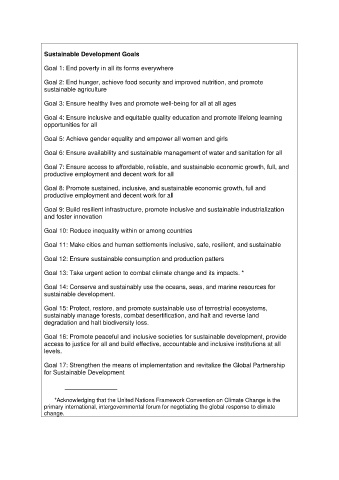 Sustainable Development Goals
Goal 1: End poverty in all its forms everywhere
Goal 2: End hunger, achieve food security and improved nutrition, and promote
sustainable agriculture
Goal 3: Ensure healthy lives and promote well-being for all at all ages
Goal 4: Ensure inclusive and equitable quality education and promote lifelong learning
opportunities for all
Goal 5: Achieve gender equality and empower all women and girls
Goal 6: Ensure availability and sustainable management of water and sanitation for all
Goal 7: Ensure access to affordable, reliable, and sustainable economic growth, full, and
productive employment and decent work for all
Goal 8: Promote sustained, inclusive, and sustainable economic growth, full and
productive employment and decent work for all
Goal 9: Build resilient infrastructure, promote inclusive and sustainable industrialization
and foster innovation
Goal 10: Reduce inequality within or among countries
Goal 11: Make cities and human settlements inclusive, safe, resilient, and sustainable
Goal 12: Ensure sustainable consumption and production patters
Goal 13: Take urgent action to combat climate change and its impacts. *
Goal 14: Conserve and sustainably use the oceans, seas, and marine resources for
sustainable development.
Goal 15: Protect, restore, and promote sustainable use of terrestrial ecosystems,
sustainably manage forests, combat desertification, and halt and reverse land
degradation and halt biodiversity loss.
Goal 16: Promote peaceful and inclusive societies for sustainable development, provide
access to justice for all and build effective, accountable and inclusive institutions at all
levels.
Goal 17: Strengthen the means of implementation and revitalize the Global Partnership
for Sustainable Development
*Acknowledging that the United Nations Framework Convention on Climate Change is the
primary international, intergovernmental forum for negotiating the global response to climate
change.